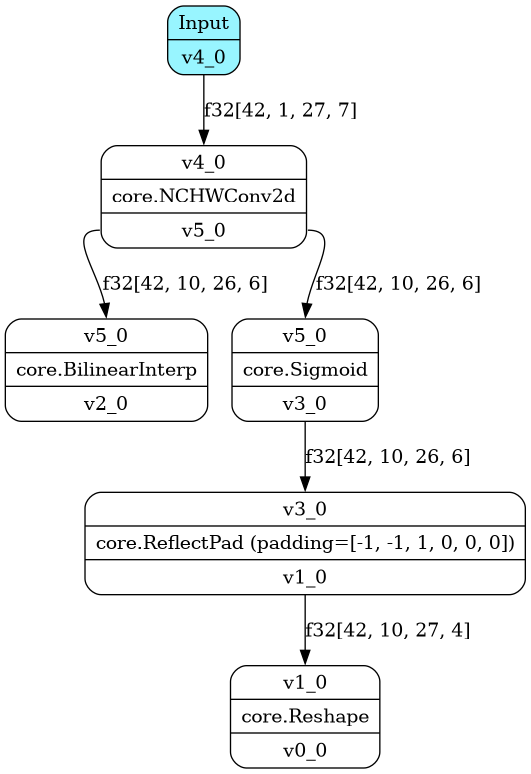 Input
v4_0
f32[42, 1, 27, 7]
v4_0
core.NCHWConv2d
v5_0
f32[42, 10, 26, 6]
f32[42, 10, 26, 6]
v5_0
core.BilinearInterp
v2_0
v5_0
core.Sigmoid
v3_0
f32[42, 10, 26, 6]
v3_0
core.ReflectPad (padding=[-1, -1, 1, 0, 0, 0])
v1_0
f32[42, 10, 27, 4]
v1_0
core.Reshape
v0_0